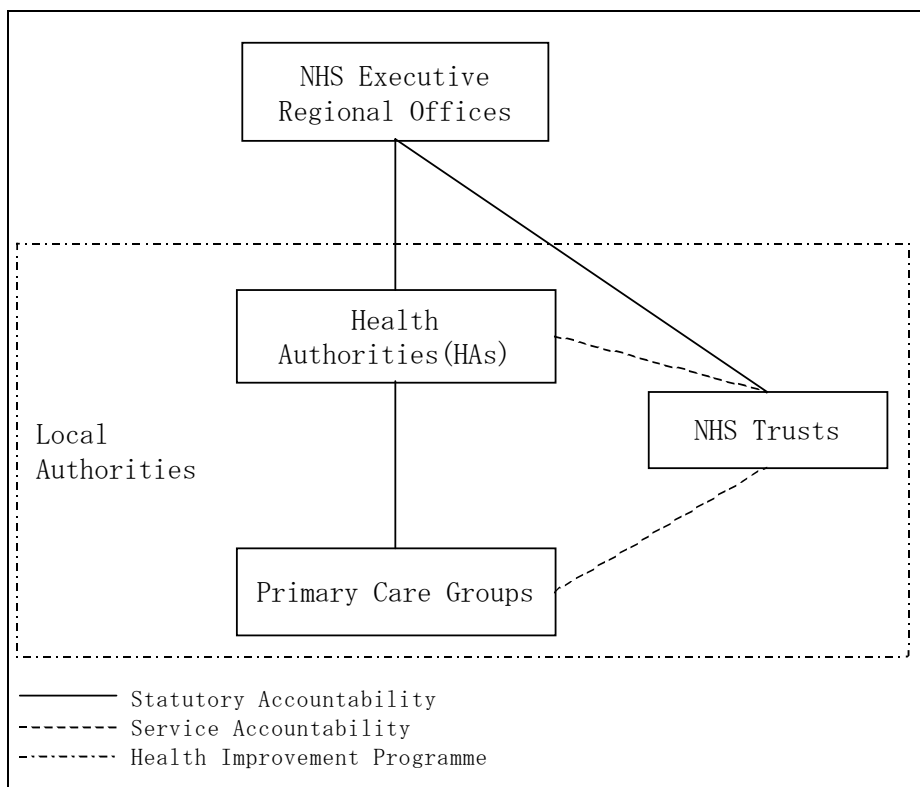 NHS Executive
Regional Offices
Health
Authorities(HAs)
NHS Trusts
Local
Authorities
Primary Care Groups
Statutory Accountability
Service Accountability
Health Improvement Programme